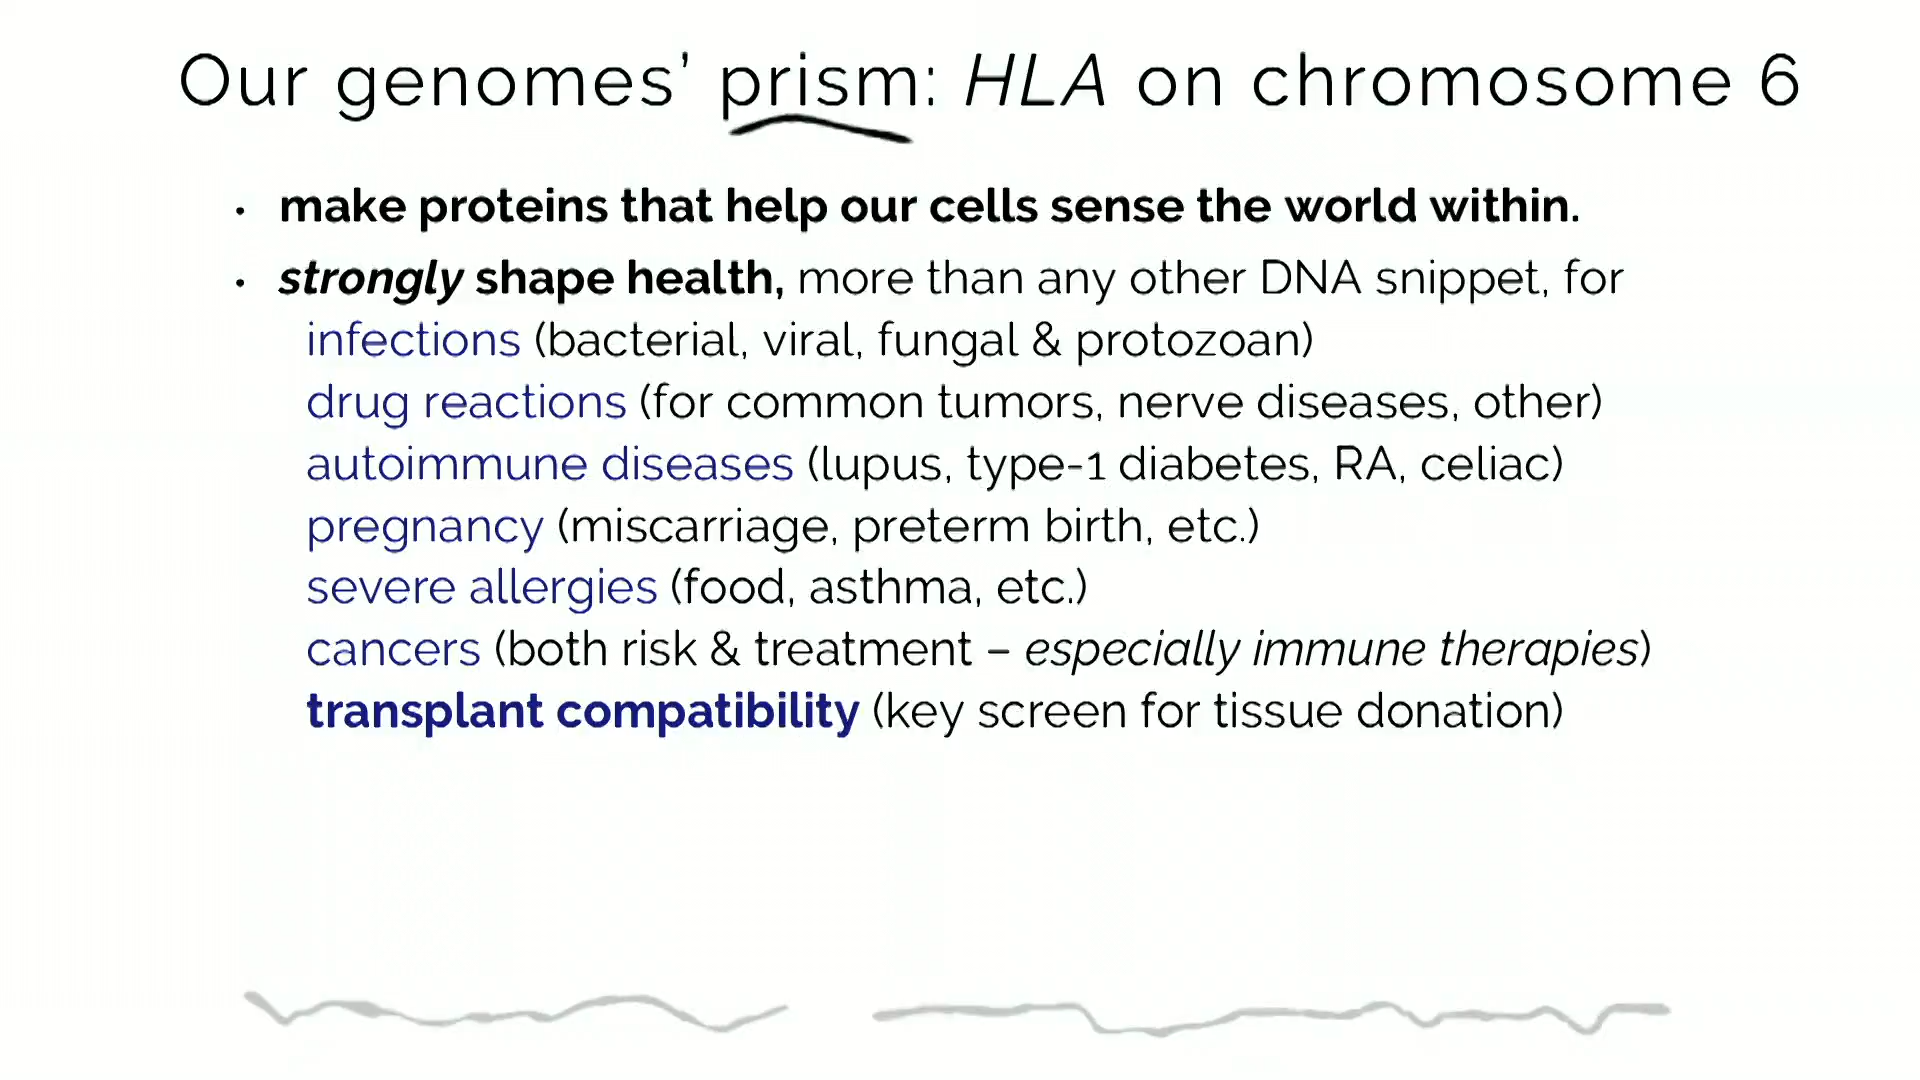 Our genomes’ prism: HLA on chromosome 6
• make proteins that help our cells sense the world within.
• strongly shape health, more than any other DNA snippet, for
infections (bacterial, viral, fungal & protozoan)
drug reactions (for common tumors, nerve diseases, other)
autoimmune diseases (lupus, type-1 diabetes, RA, celiac)
pregnancy (miscarriage, preterm birth, etc.)
severe allergies (food, asthma, etc.)
cancers (both risk & treatment – especially immune therapies)
transplant compatibility (key screen for tissue donation)